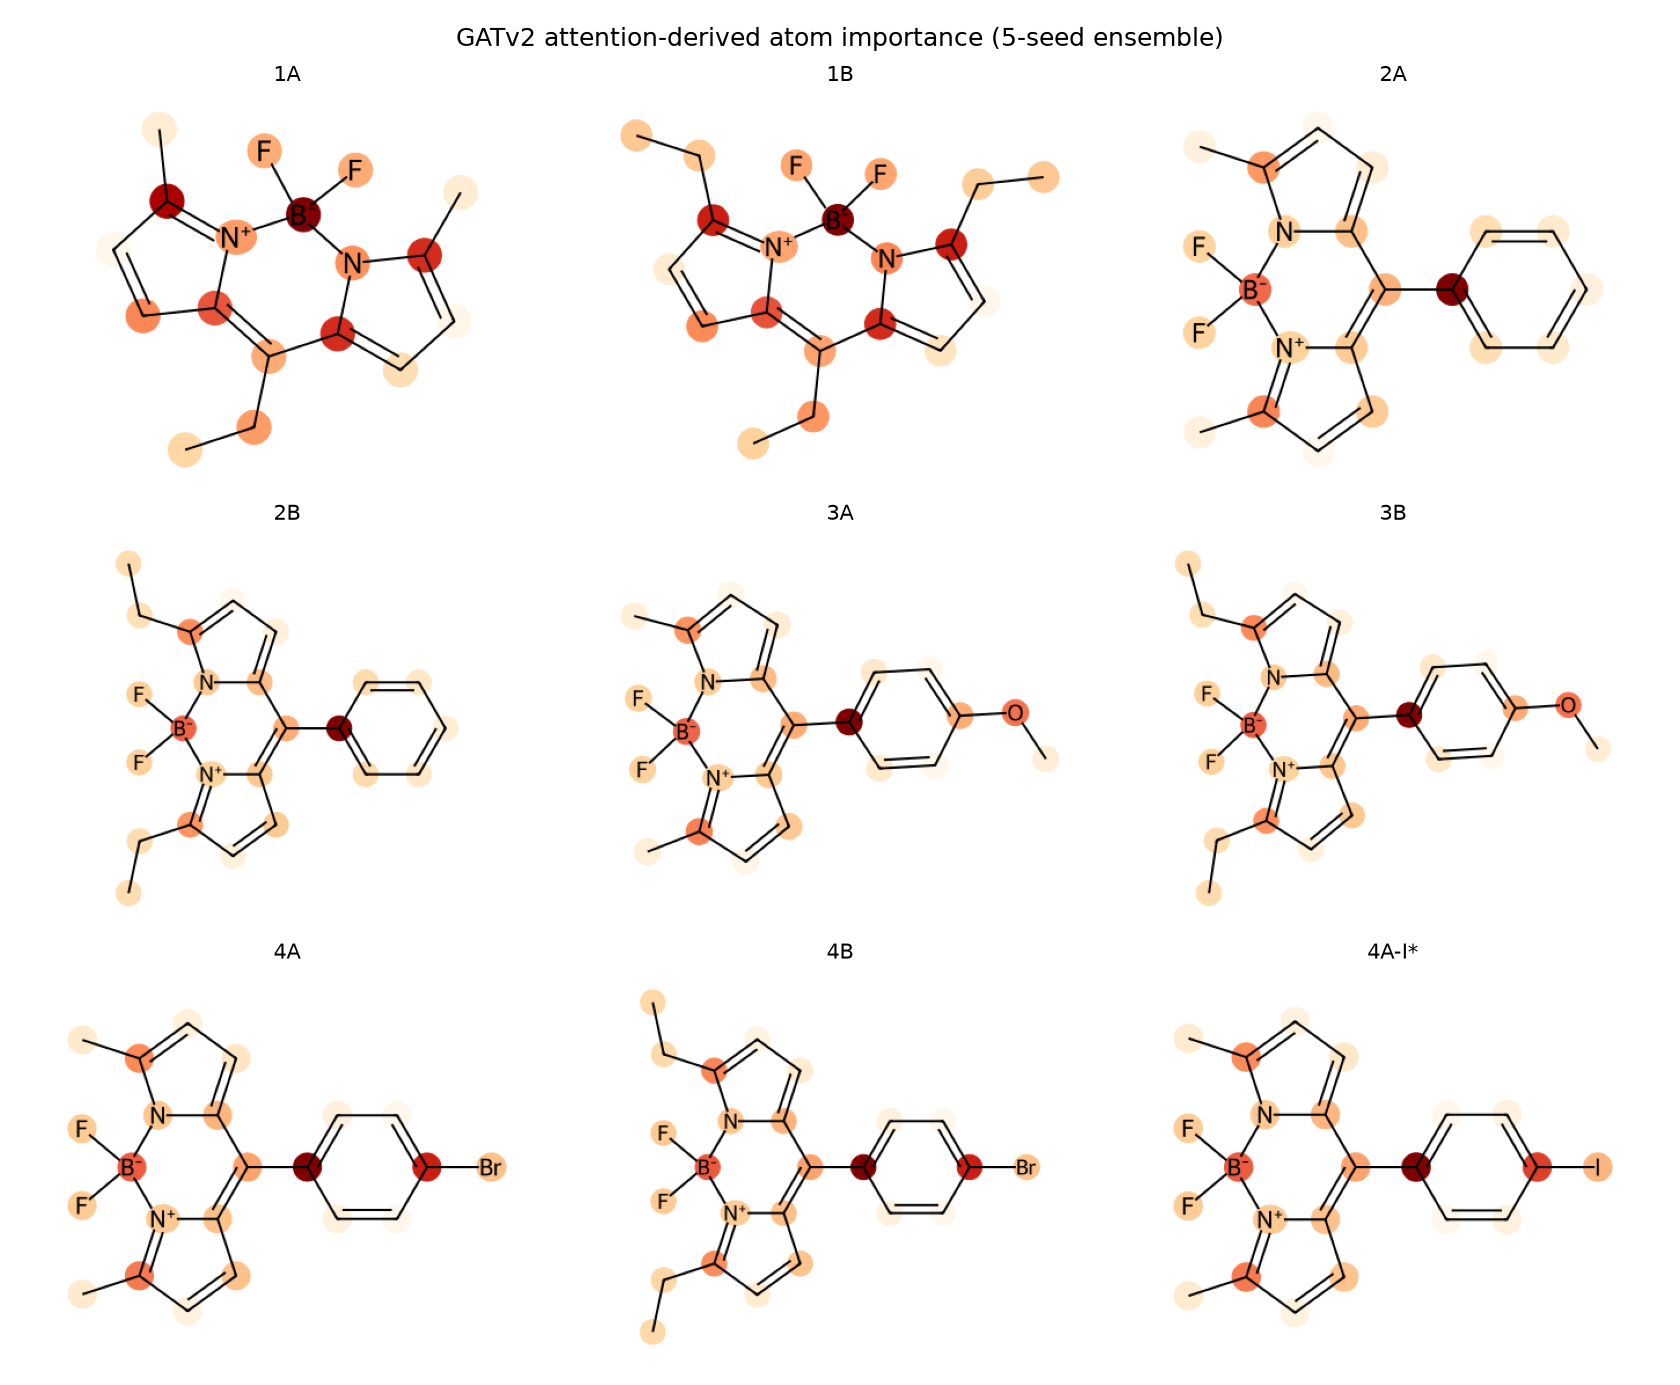 GATv2 attention-derived atom importance (5-seed ensemble)
1A
1B
2A
F
F
B⁻
N⁺
N
F
F
B⁻
N⁺
N
N
F
B⁻
F
N⁺
2B
3A
3B
N
F
B⁻
F
N⁺
N
F
B⁻
F
N⁺
O
N
F
B⁻
F
N⁺
O
4A
4B
4A-I*
N
F
B⁻
F
N⁺
Br
N
F
B⁻
F
N⁺
Br
N
F
B⁻
F
N⁺
I